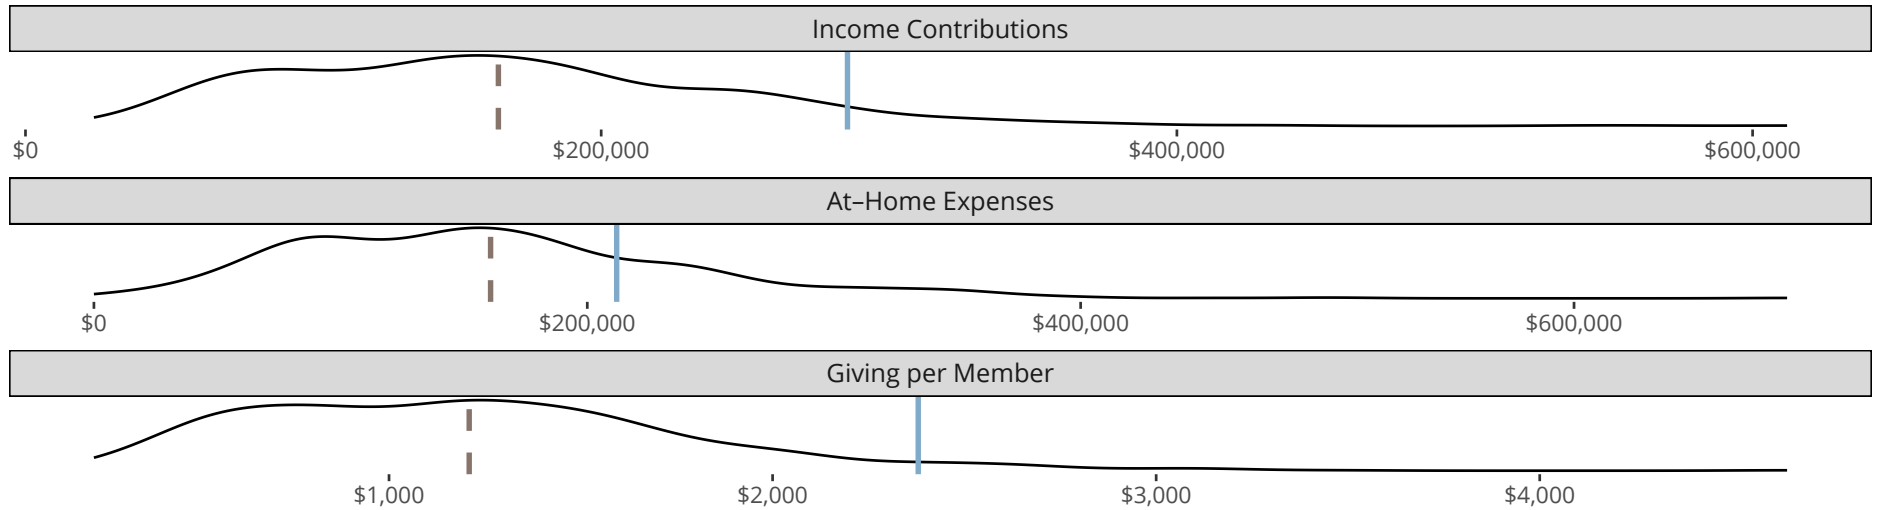 Income Contributions
$0 $200,000 $400,000 $600,000
At–Home Expenses
$0 $200,000 $400,000 $600,000
Giving per Member
$1,000 $2,000 $3,000 $4,000